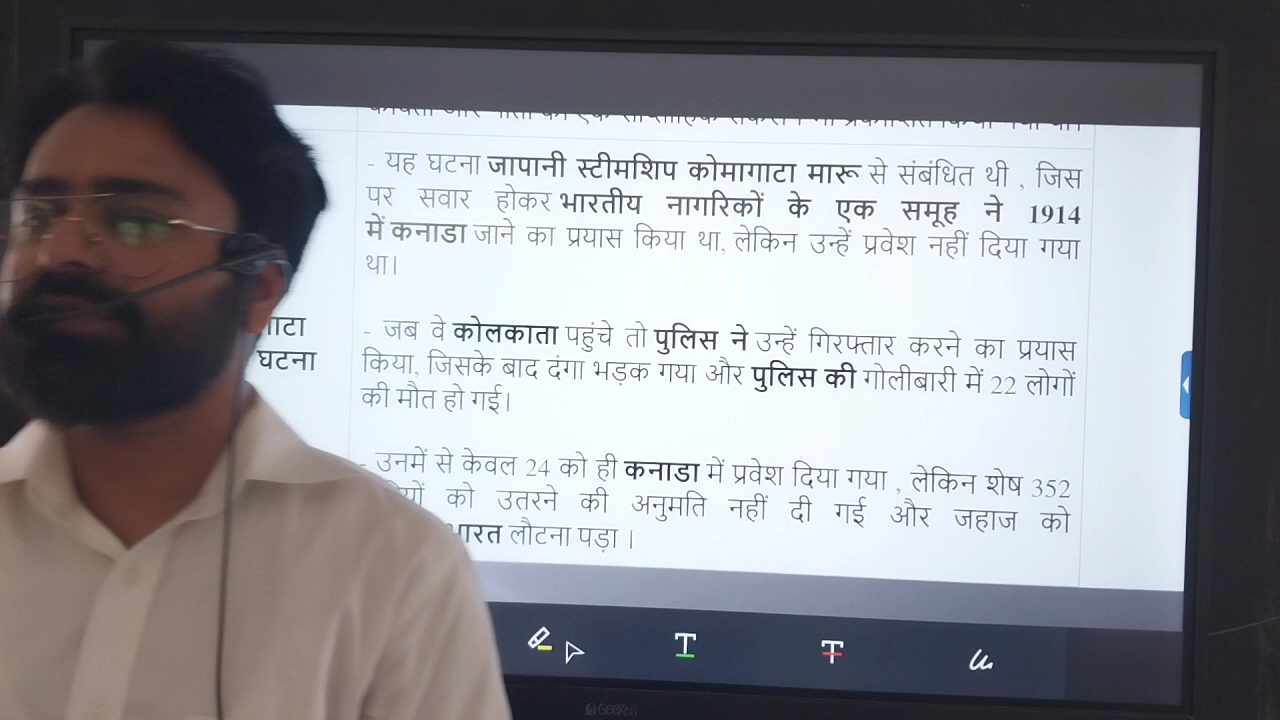 - यह घटना जापानी स्टीमशिप कोमागाटा मारू से संबंधित थी , जिस
पर सवार होकर भारतीय नागरिकों के एक समूह ने 1914
में कनाडा जाने का प्रयास किया था, लेकिन उन्हें प्रवेश नहीं दिया गया
था।
घटना
- जब वे कोलकाता पहुंचे तो पुलिस ने उन्हें गिरफ्तार करने का प्रयास
किया, जिसके बाद दंगा भड़क गया और पुलिस की गोलीबारी में 22 लोगों
की मौत हो गई।
- उनमें से केवल 24 को ही कनाडा में प्रवेश दिया गया , लेकिन शेष 352
को उतरने की अनुमति नहीं दी गई और जहाज को
लौटना पड़ा ।